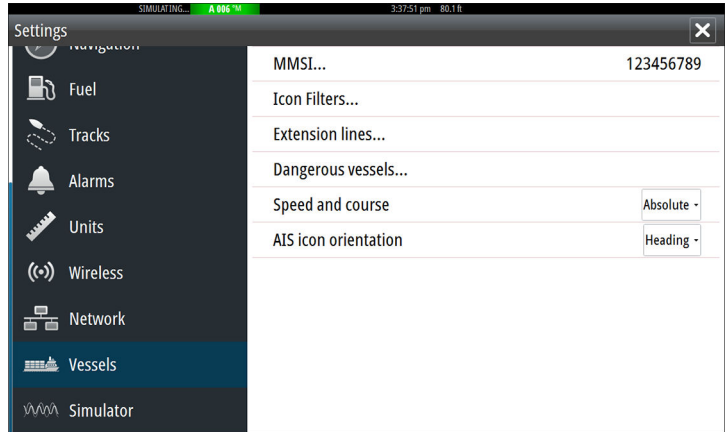 SIMULATING... A 006 °M 3:37:51 pm 80.1 ft
Settings
Navigation
Fuel
Tracks
Alarms
Units
Wireless
Network
Vessels
Simulator
MMSI... 123456789
Icon Filters...
Extension lines...
Dangerous vessels...
Speed and course Absolute
AIS icon orientation Heading